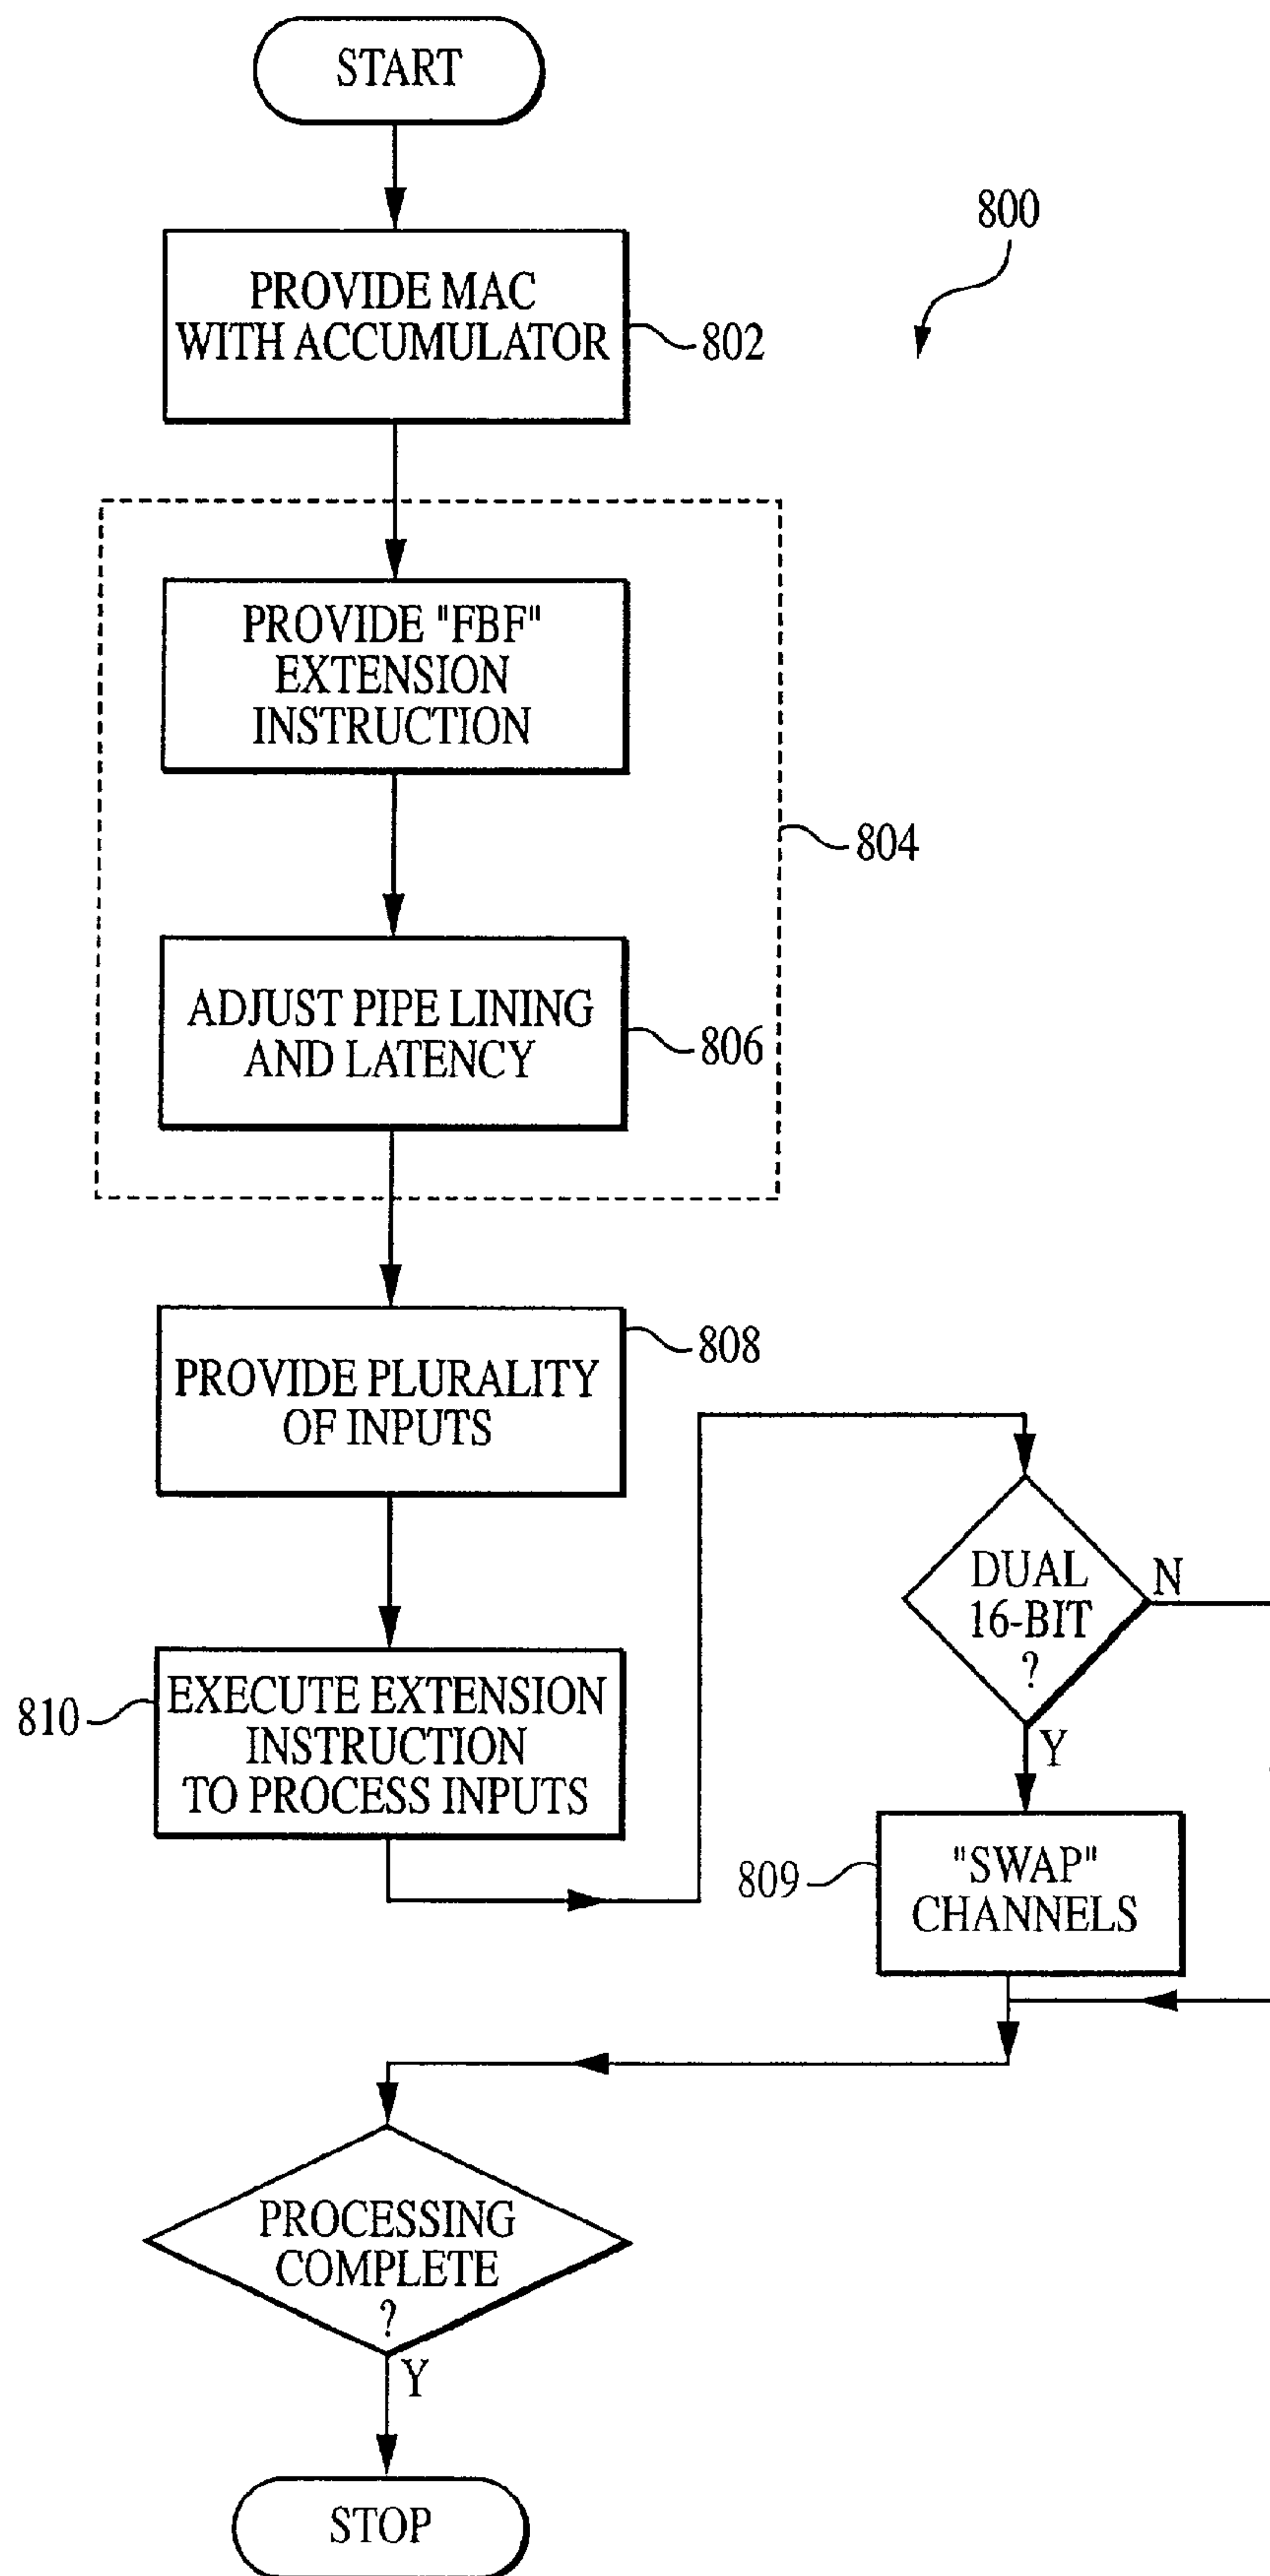 START
800
PROVIDE MAC
WITH ACCUMULATOR
802
PROVIDE "FBF"
EXTENSION
INSTRUCTION
804
ADJUST PIPE LINING
AND LATENCY
806
PROVIDE PLURALITY
OF INPUTS
808
EXECUTE EXTENSION
INSTRUCTION
TO PROCESS INPUTS
810
DUAL
16-BIT
?
N
Y
"SWAP"
CHANNELS
809
PROCESSING
COMPLETE
?
Y
STOP